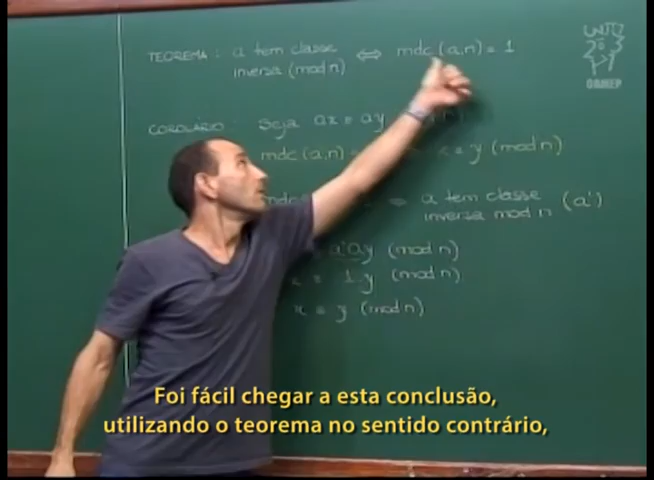 TEOREMA: a tem classe ⇔ mdc(a,n) = 1
inversa (mod n)
OBMEP
COROLÁRIO: Seja ax ≡ ay
mdc(a,n) = x ≡ y (mod n)
⇒ a tem classe
inversa mod n (a')
≡ a'ay (mod n)
x ≡ 1.y (mod n)
x ≡ y (mod n)
Foi fácil chegar a esta conclusão,
utilizando o teorema no sentido contrário,